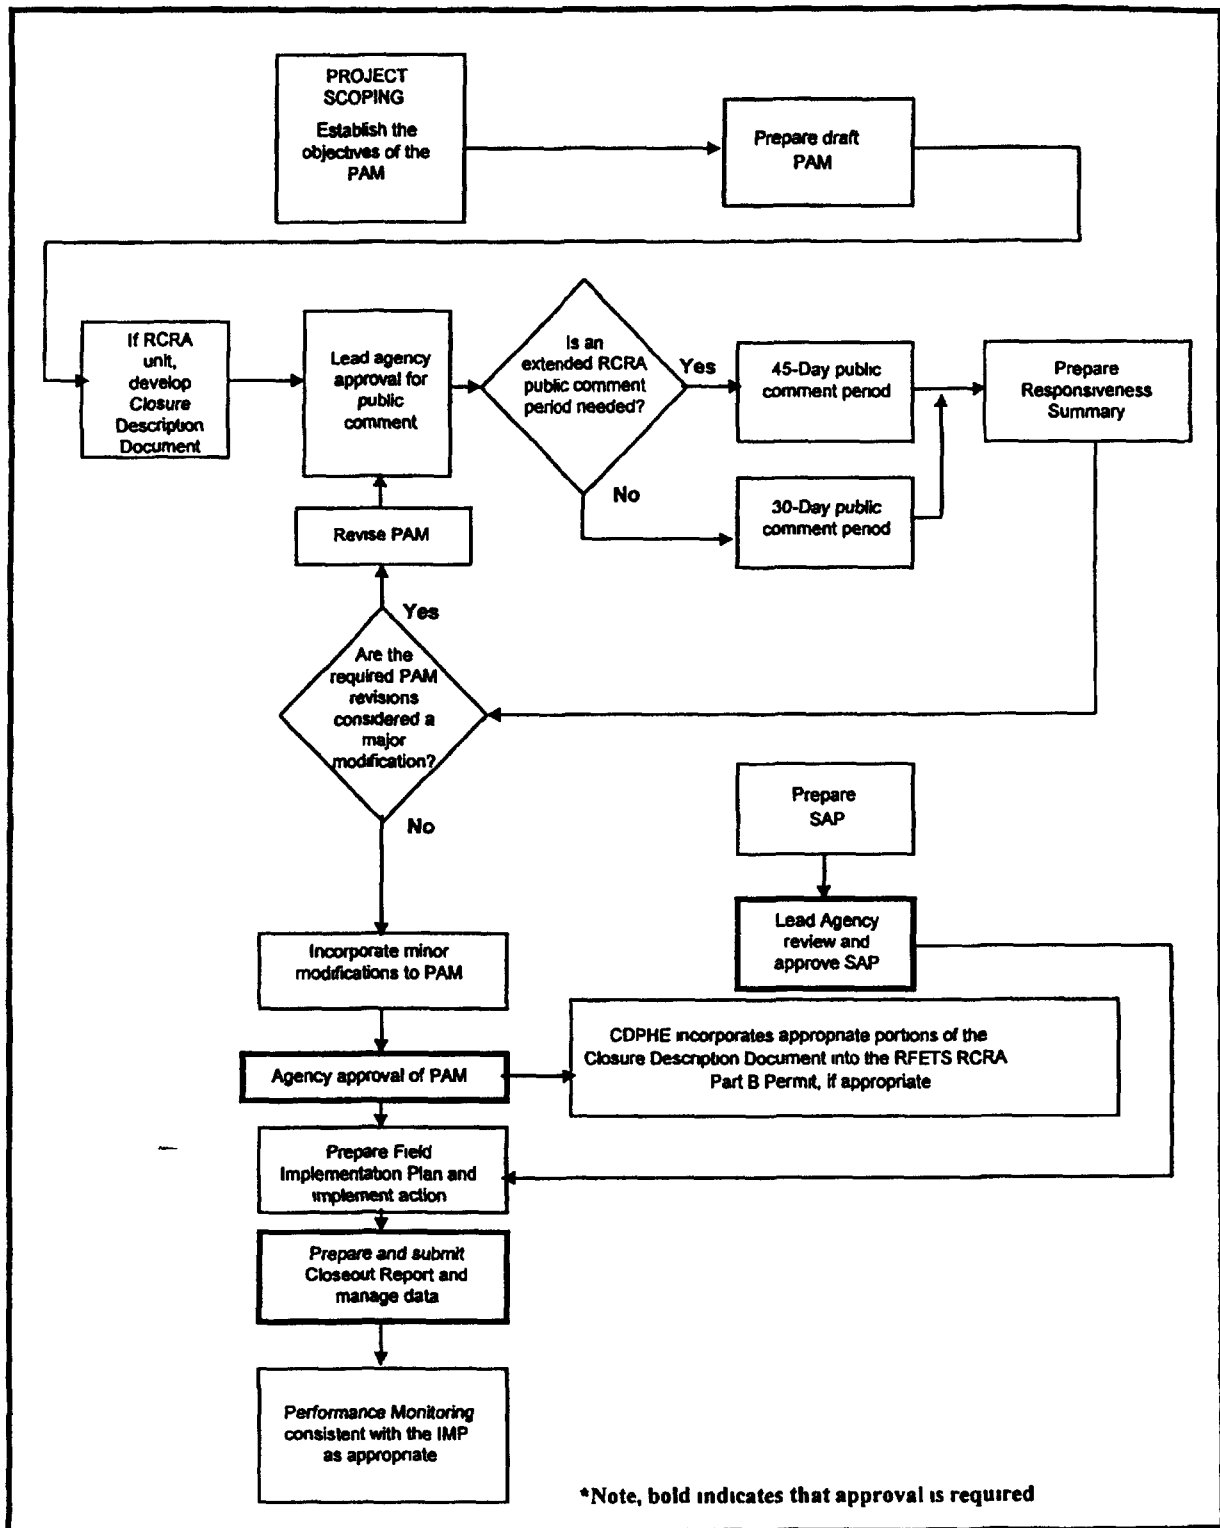 PROJECT
SCOPING
Establish the
objectives of the
PAM
Prepare draft
PAM
If RCRA
unit,
develop
Closure
Description
Document
Lead agency
approval for
public
comment
Is an
extended RCRA
public comment
period needed?
Yes
45-Day public
comment period
Prepare
Responsiveness
Summary
No
30-Day public
comment period
Revise PAM
Yes
Are the
required PAM
revisions
considered a
major
modification?
No
Prepare
SAP
Lead Agency
review and
approve SAP
Incorporate minor
modifications to PAM
Agency approval of PAM
CDPHE incorporates appropriate portions of the
Closure Description Document into the RFETS RCRA
Part B Permit, if appropriate
Prepare Field
Implementation Plan and
implement action
Prepare and submit
Closeout Report and
manage data
Performance Monitoring
consistent with the IMP
as appropriate
*Note, bold indicates that approval is required